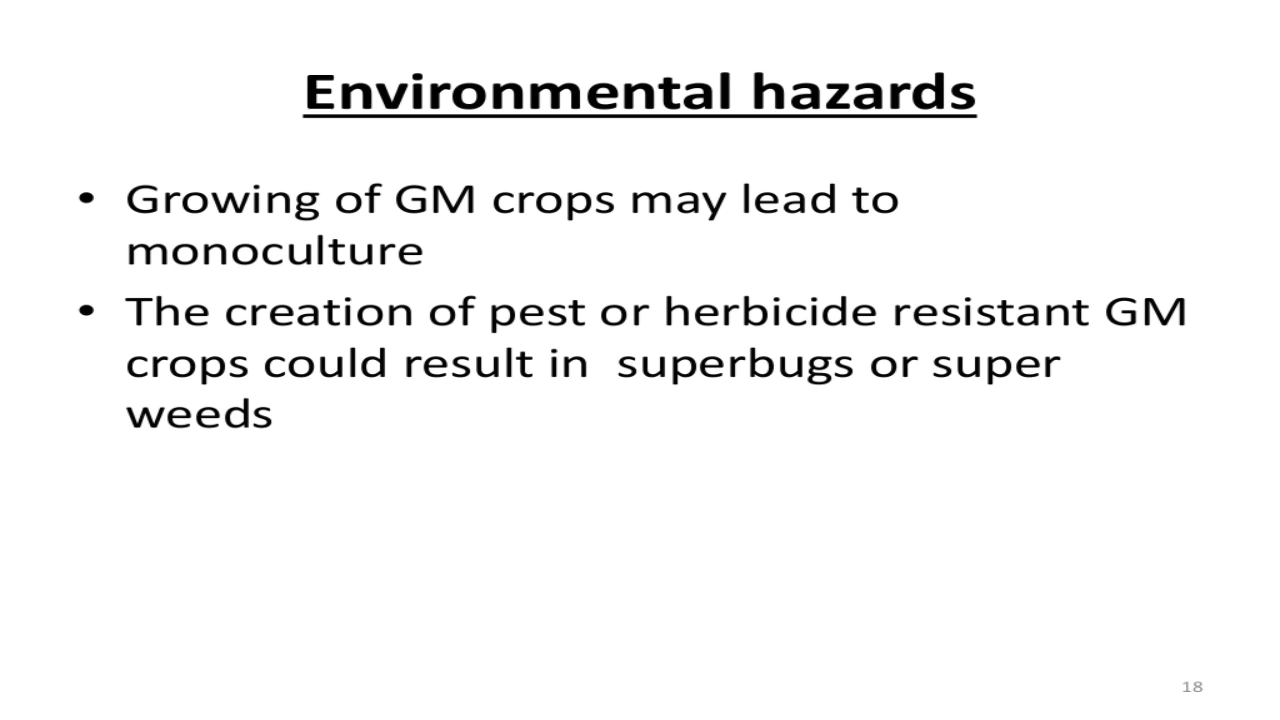 Environmental hazards
• Growing of GM crops may lead to
monoculture
• The creation of pest or herbicide resistant GM
crops could result in  superbugs or super
weeds
18